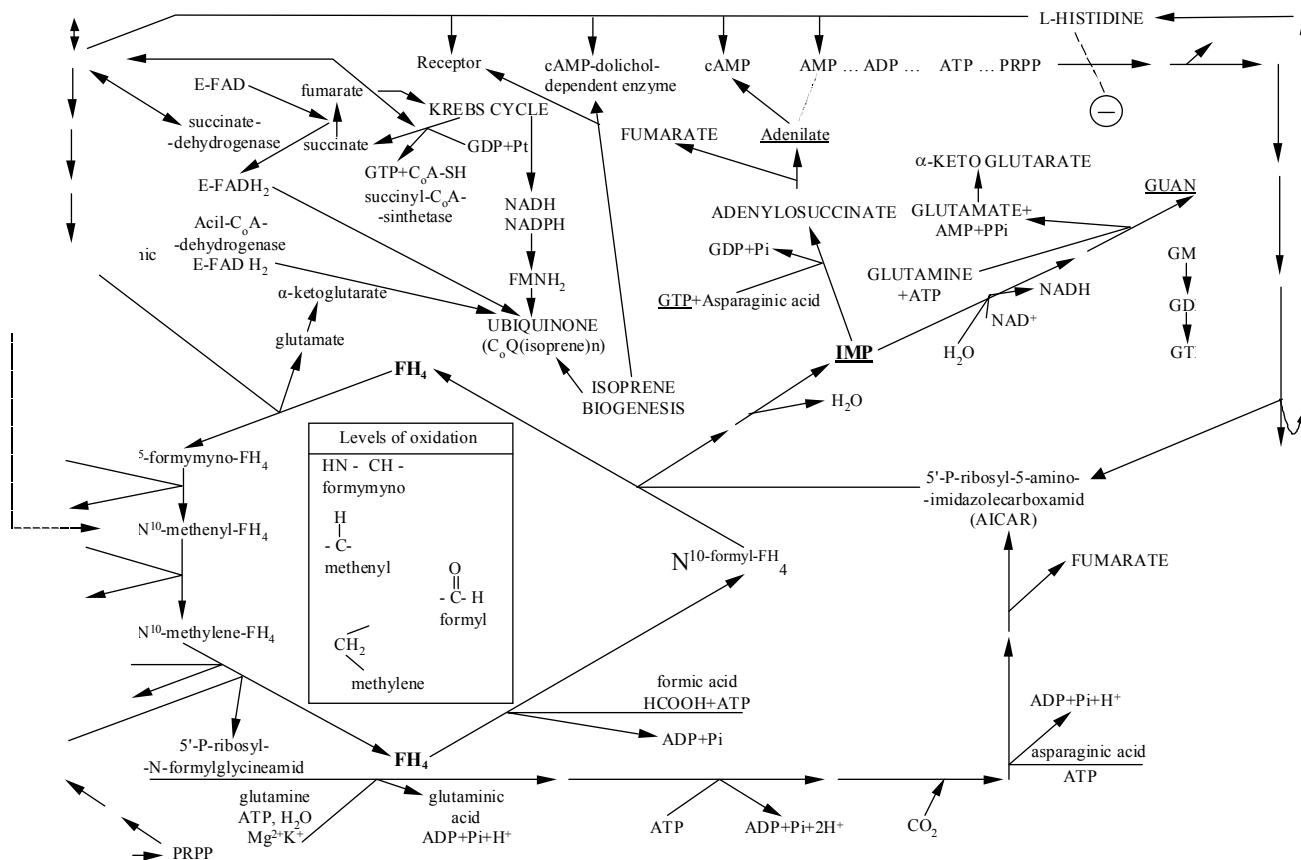 L-HISTIDINE
Receptor
cAMP-dolichol-
dependent enzyme
cAMP
AMP ... ADP ... ATP ... PRPP
E-FAD
fumarate
KREBS CYCLE
succinate-
-dehydrogenase
succinate
GDP+Pt
FUMARATE
Adenilate
α-KETO GLUTARATE
E-FADH₂
GTP+CₒA-SH
succinyl-CₒA-
-sinthetase
GUAN
NADH
NADPH
ADENYLOSUCCINATE
GLUTAMATE+
AMP+PPi
Acil-CₒA-
-dehydrogenase
E-FAD H₂
nic
GDP+Pi
GM
FMNH₂
GLUTAMINE
+ATP
NADH
α-ketoglutarate
GTP+Asparaginic acid
GD
NAD⁺
glutamate
UBIQUINONE
(CₒQ(isoprene)n)
IMP
H₂O
GT
FH₄
ISOPRENE
BIOGENESIS
H₂O
Levels of oxidation
⁵-formymyno-FH₄
HN - CH -
formymyno
5'-P-ribosyl-5-amino-
-imidazolecarboxamid
(AICAR)
H
- C-
methenyl
N¹⁰-methenyl-FH₄
N¹⁰-formyl-FH₄
FUMARATE
O
- C- H
formyl
N¹⁰-methylene-FH₄
CH₂
methylene
formic acid
HCOOH+ATP
ADP+Pi+H⁺
ADP+Pi
5'-P-ribosyl-
-N-formylglycineamid
FH₄
asparaginic acid
ATP
glutamine
ATP, H₂O
Mg²⁺K⁺
glutaminic
acid
ADP+Pi+H⁺
ATP
ADP+Pi+2H⁺
CO₂
PRPP